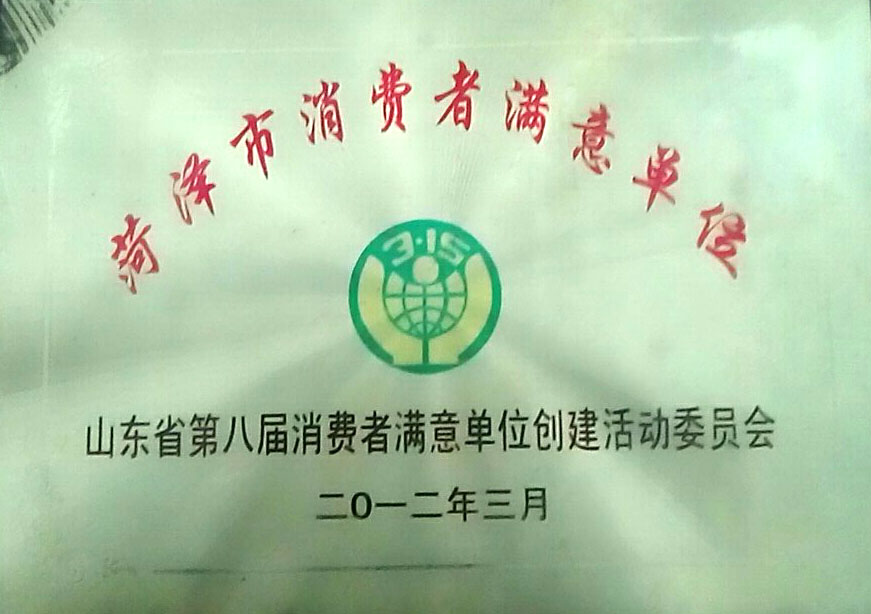 菏泽市消费者满意单位
3·15
山东省第八届消费者满意单位创建活动委员会
二0一二年三月